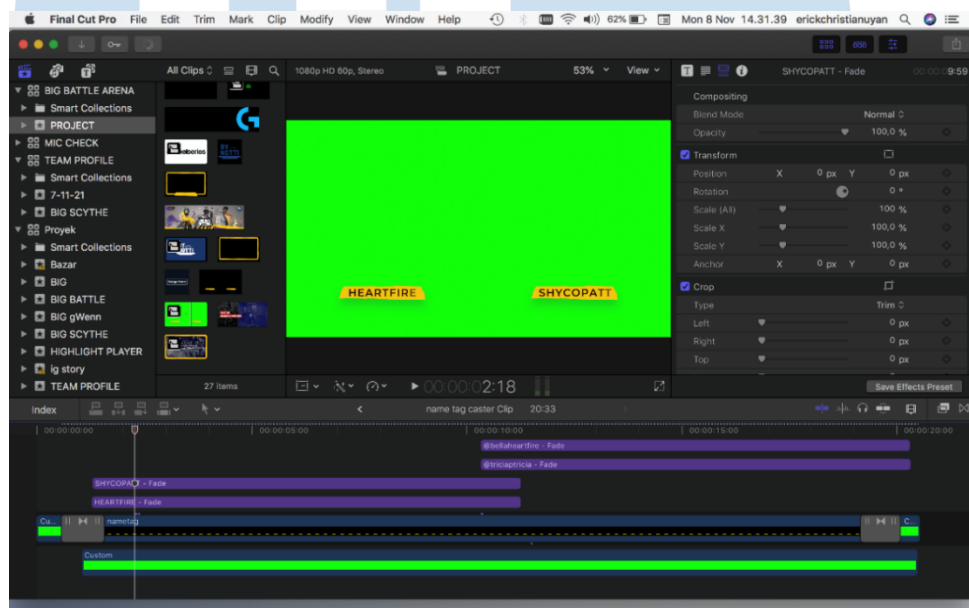 Final Cut Pro File Edit Trim Mark Clip Modify View Window Help 62% Mon 8 Nov 14.31.39 erickchristianuyan
All Clips 1080p HD 60p, Stereo PROJECT 53% View SHYCOPATT - Fade 00:00:09:59
BIG BATTLE ARENA
Smart Collections
PROJECT
MIC CHECK
TEAM PROFILE
Smart Collections
7-11-21
BIG SCYTHE
Proyek
Smart Collections
Bazar
BIG
BIG BATTLE
BIG gWenn
BIG SCYTHE
HIGHLIGHT PLAYER
ig story
TEAM PROFILE
27 items
HEARTFIRE SHYCOPATT
00:00:02:18
Compositing
Blend Mode Normal
Opacity 100,0 %
Transform
Position X 0 px Y 0 px
Rotation 0 °
Scale (All) 100 %
Scale X 100,0 %
Scale Y 100,0 %
Anchor X 0 px Y 0 px
Crop
Type Trim
Left 0 px
Right 0 px
Top 0 px
Save Effects Preset
Index name tag caster Clip 20:33
00:00:00:00 00:00:05:00 00:00:10:00 00:00:15:00 00:00:20:00
@bellaheartfire - Fade
@triciaptricia - Fade
SHYCOPATT - Fade
HEARTFIRE - Fade
Cu... nametag C...
Custom